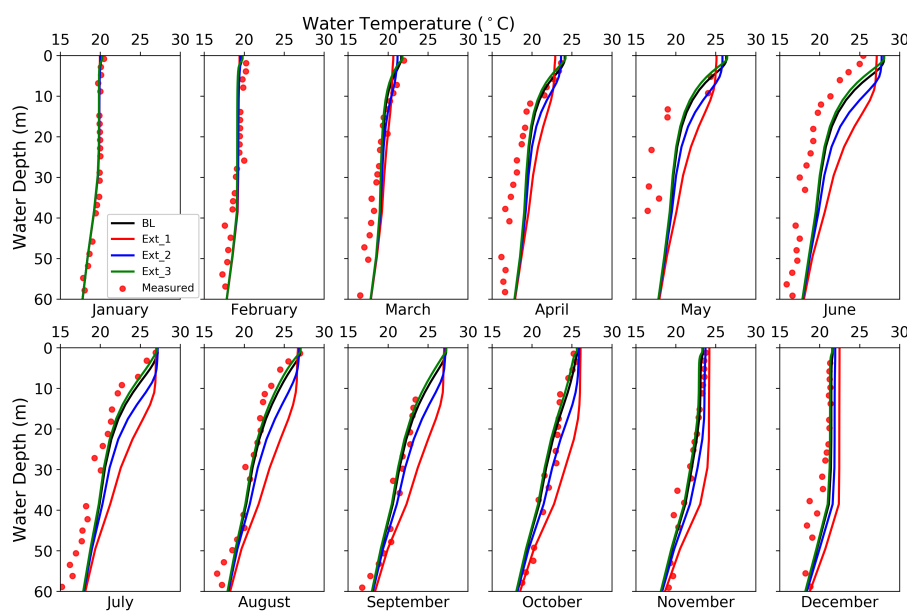 Water Temperature (°C)
15 20 25 30 15 20 25 30 15 20 25 30 15 20 25 30 15 20 25 30 15 20 25 30
Water Depth (m)
0
10
20
30
40
50
60
BL
Ext_1
Ext_2
Ext_3
Measured
January February March April May June
15 20 25 30 15 20 25 30 15 20 25 30 15 20 25 30 15 20 25 30 15 20 25 30
Water Depth (m)
0
10
20
30
40
50
60
July August September October November December